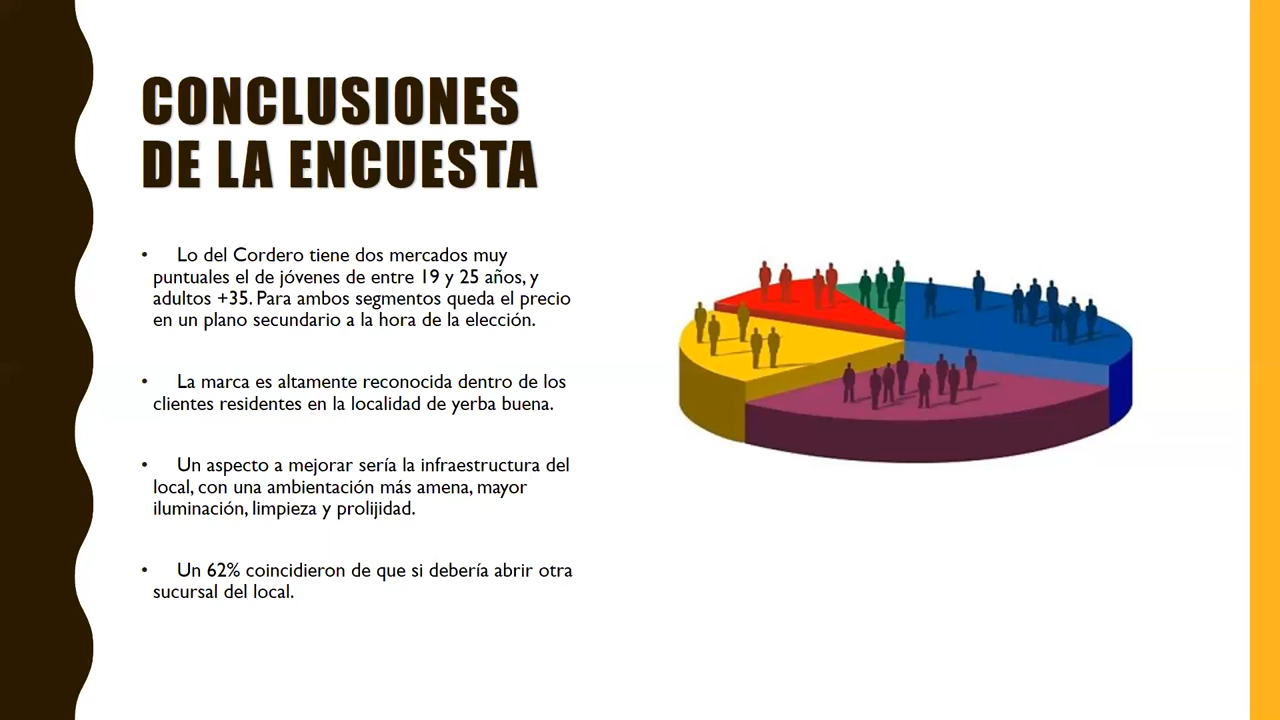 CONCLUSIONES
DE LA ENCUESTA
• Lo del Cordero tiene dos mercados muy
puntuales el de jóvenes de entre 19 y 25 años, y
adultos +35. Para ambos segmentos queda el precio
en un plano secundario a la hora de la elección.
• La marca es altamente reconocida dentro de los
clientes residentes en la localidad de yerba buena.
• Un aspecto a mejorar sería la infraestructura del
local, con una ambientación más amena, mayor
iluminación, limpieza y prolijidad.
• Un 62% coincidieron de que si debería abrir otra
sucursal del local.